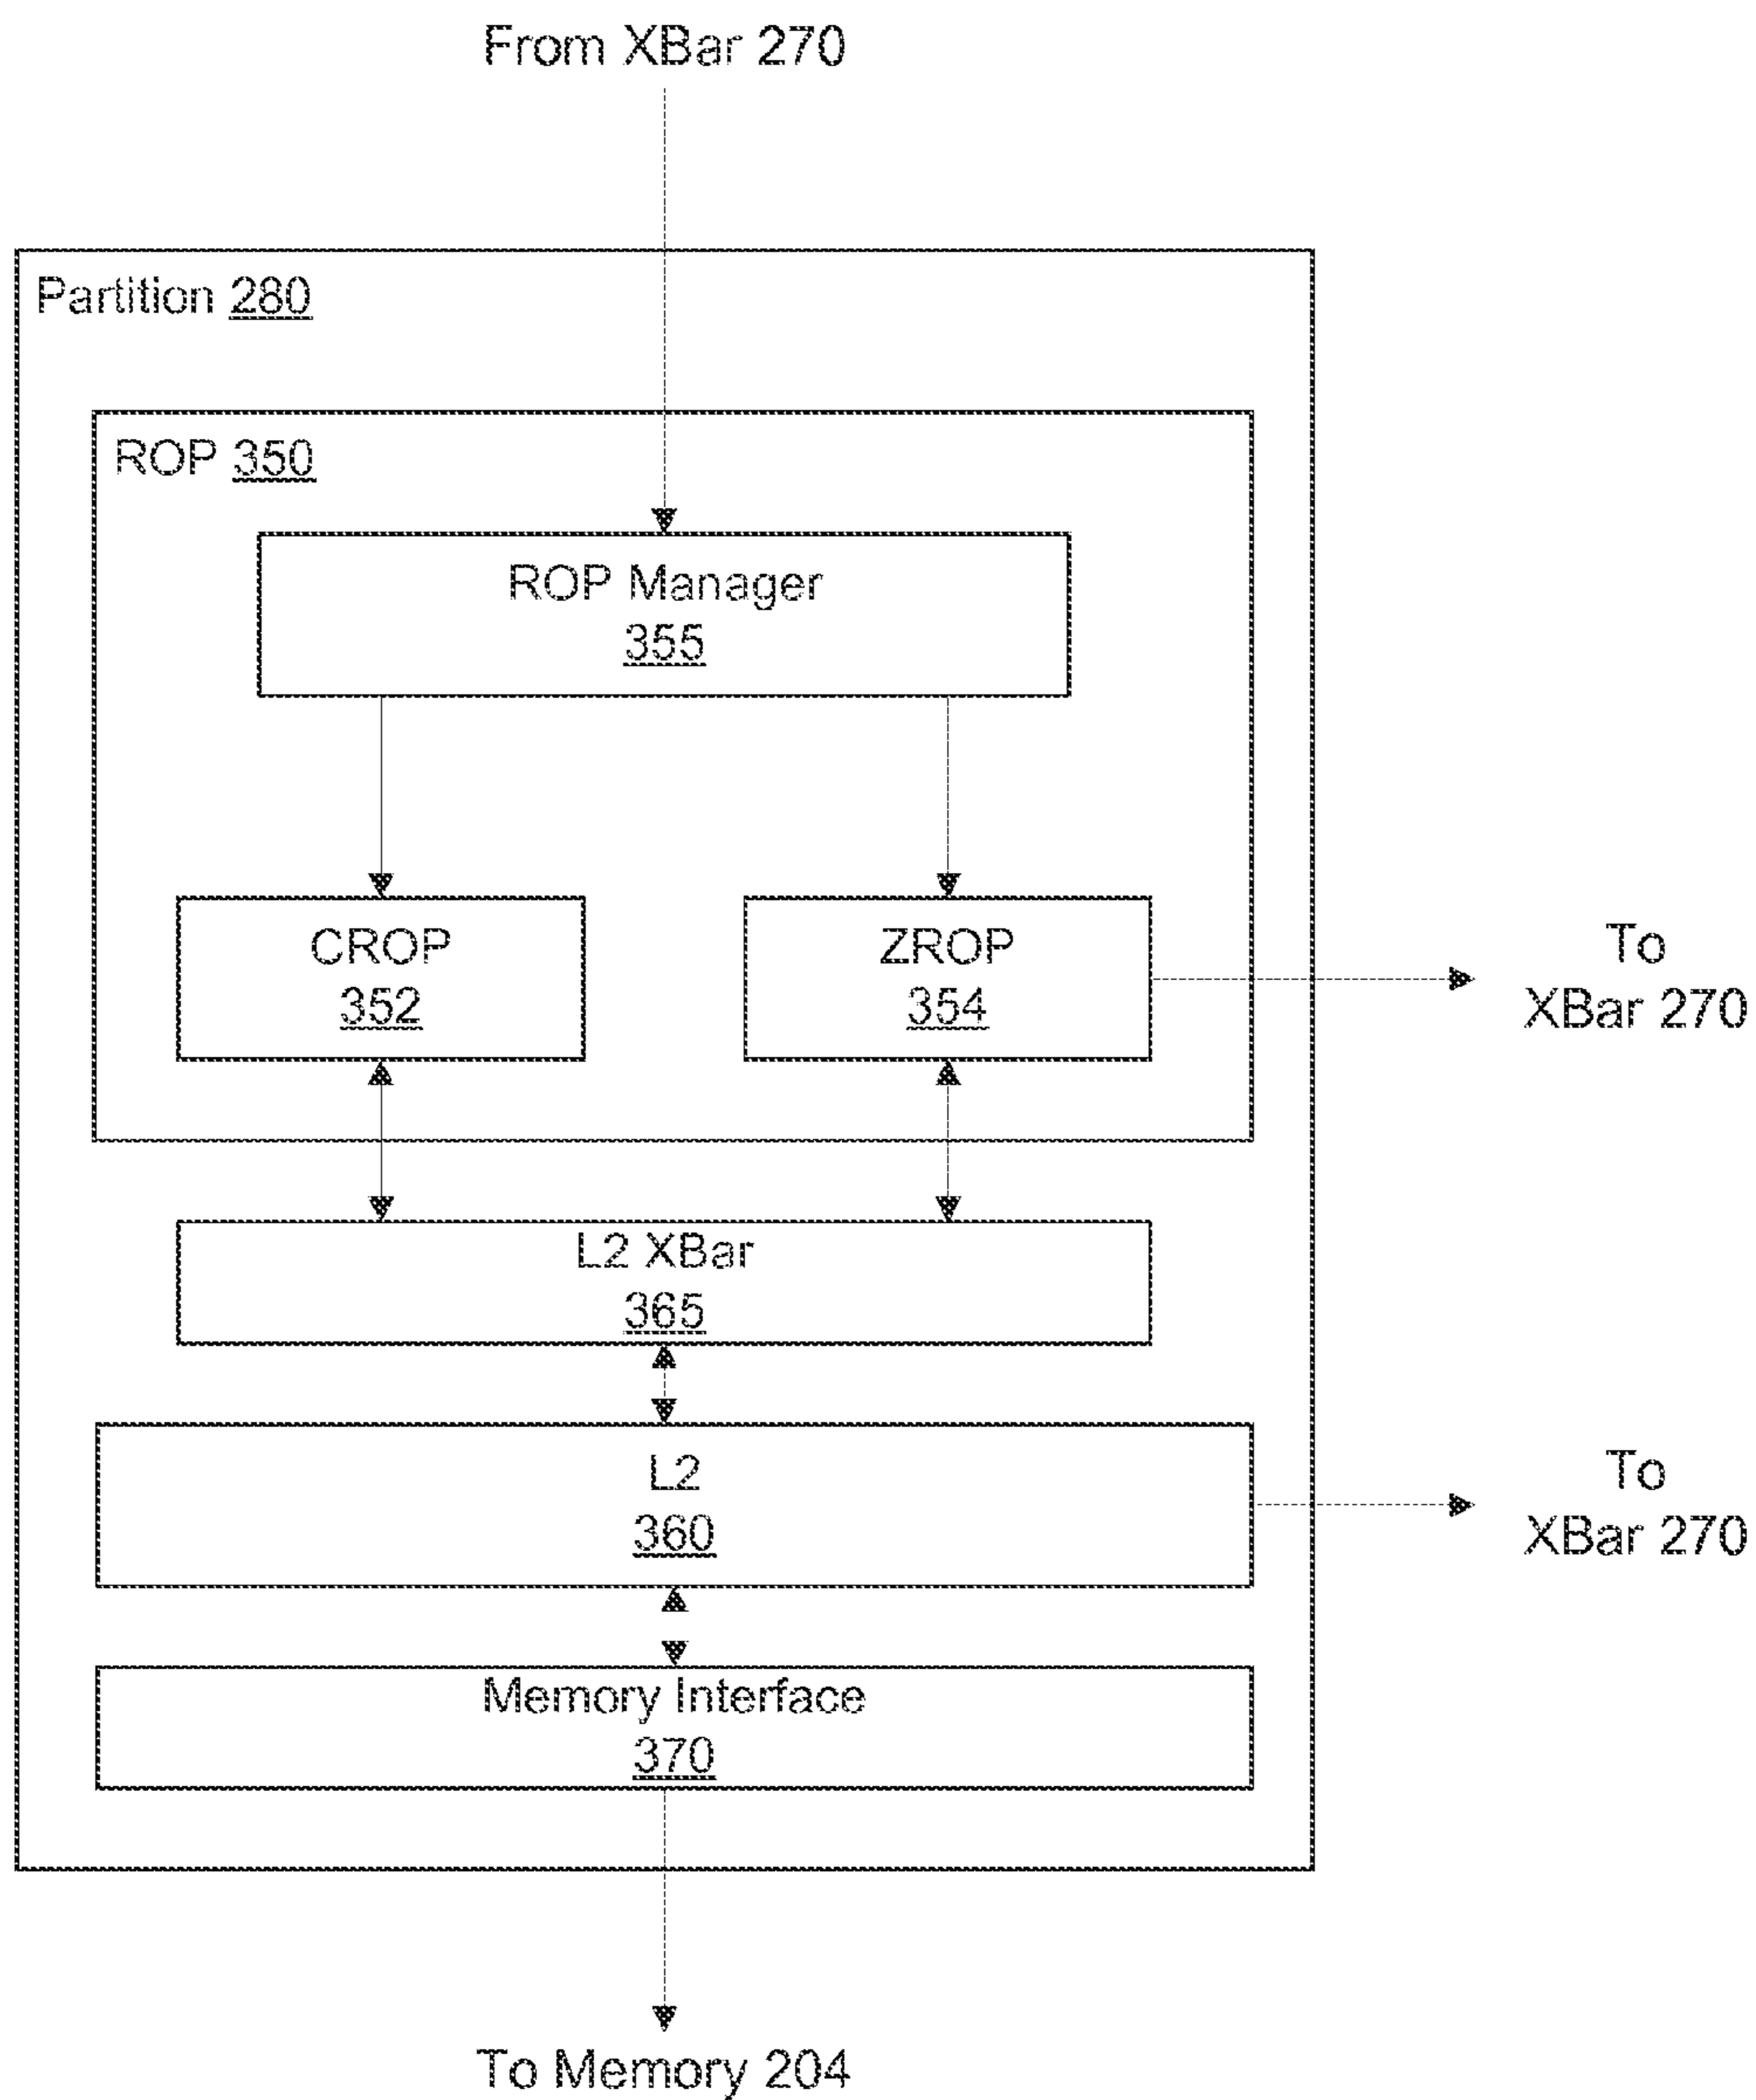 From XBar 270
Partition 280
ROP 350
ROP Manager
355
CROP
352
ZROP
354
To
XBar 270
L2 XBar
365
L2
360
To
XBar 270
Memory Interface
370
To Memory 204